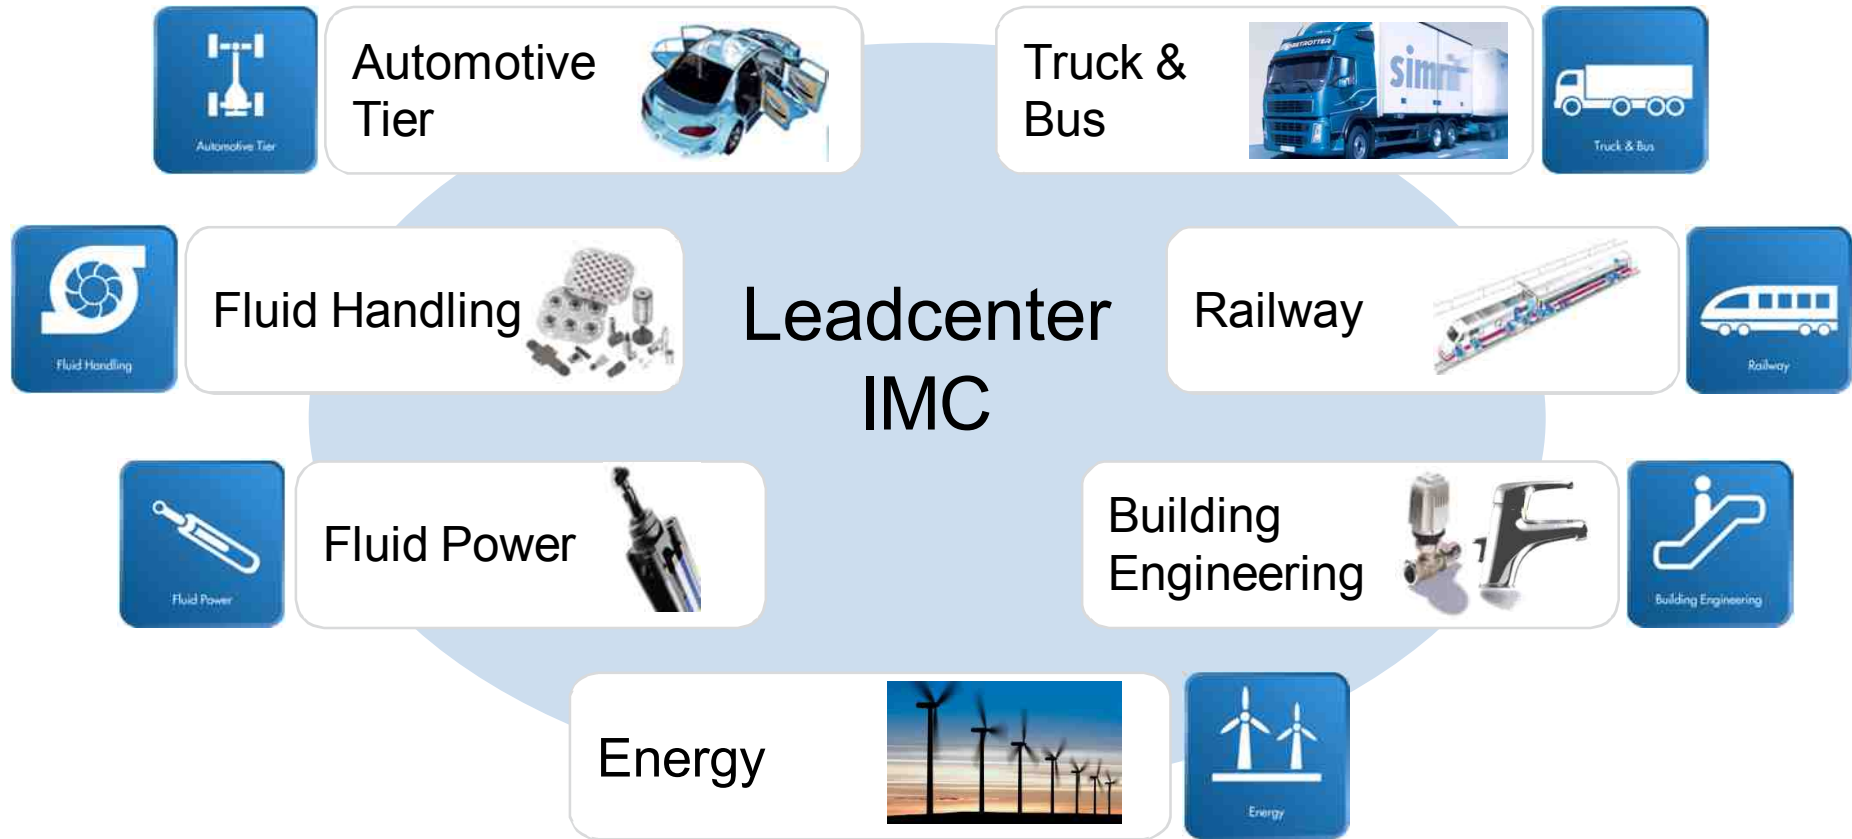 Automotive
Tier
Automotive Tier
Truck &
Bus
simrit
Truck & Bus
Fluid Handling
Fluid Handling
Leadcenter
IMC
Railway
Railway
Fluid Power
Fluid Power
Building
Engineering
Building Engineering
Energy
Energy